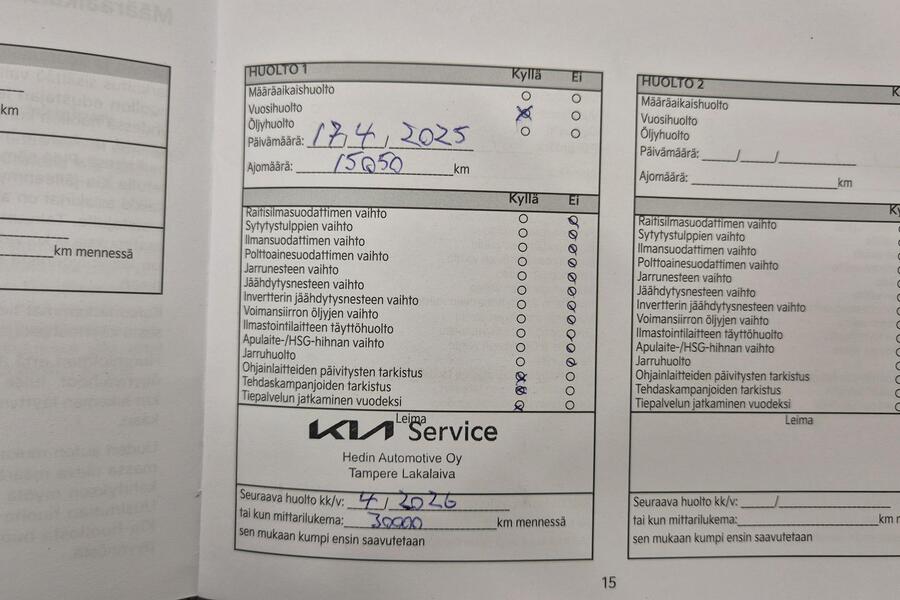 km
km mennessä
HUOLTO 1 Kyllä Ei
Määräaikaishuolto
Vuosihuolto
Öljyhuolto
Päivämäärä: 17/4/2025
Ajomäärä: 15050 km
Kyllä Ei
Raitisilmasuodattimen vaihto
Sytytystulppien vaihto
Ilmansuodattimen vaihto
Polttoainesuodattimen vaihto
Jarrunesteen vaihto
Jäähdytysnesteen vaihto
Invertterin jäähdytysnesteen vaihto
Voimansiirron öljyjen vaihto
Ilmastointilaitteen täyttöhuolto
Apulaite-/HSG-hihnan vaihto
Jarruhuolto
Ohjainlaitteiden päivitysten tarkistus
Tehdaskampanjoiden tarkistus
Tiepalvelun jatkaminen vuodeksi
Leima
KIA Service
Hedin Automotive Oy
Tampere Lakalaiva
Seuraava huolto kk/v: 4/2026
tai kun mittarilukema: 30000 km mennessä
sen mukaan kumpi ensin saavutetaan
HUOLTO 2
Määräaikaishuolto
Vuosihuolto
Öljyhuolto
Päivämäärä: / /
Ajomäärä: km
Raitisilmasuodattimen vaihto
Sytytystulppien vaihto
Ilmansuodattimen vaihto
Polttoainesuodattimen vaihto
Jarrunesteen vaihto
Jäähdytysnesteen vaihto
Invertterin jäähdytysnesteen vaihto
Voimansiirron öljyjen vaihto
Ilmastointilaitteen täyttöhuolto
Apulaite-/HSG-hihnan vaihto
Jarruhuolto
Ohjainlaitteiden päivitysten tarkistus
Tehdaskampanjoiden tarkistus
Tiepalvelun jatkaminen vuodeksi
Leima
Seuraava huolto kk/v: /
tai kun mittarilukema: km
sen mukaan kumpi ensin saavutetaan
15